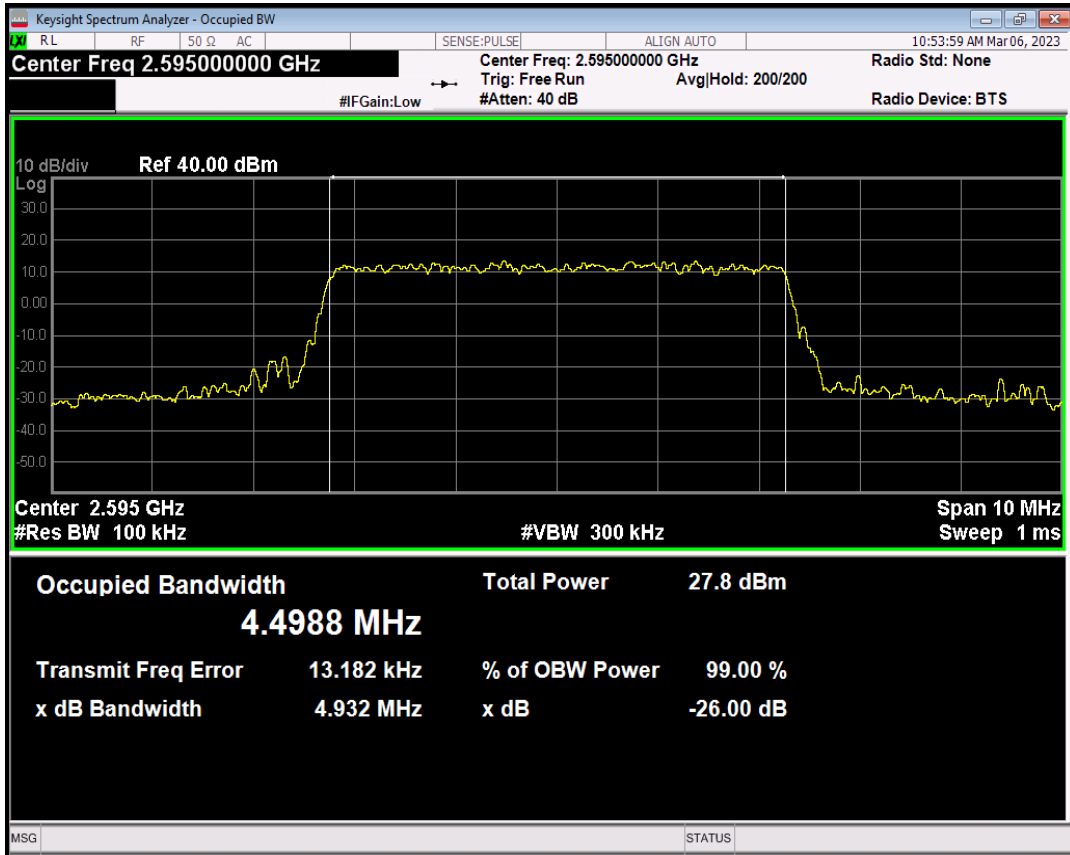 Keysight Spectrum Analyzer - Occupied BW
LXI RL RF 50 Ω AC SENSE:PULSE ALIGN AUTO 10:53:59 AM Mar 06, 2023
Center Freq 2.595000000 GHz
Center Freq: 2.595000000 GHz Radio Std: None
Trig: Free Run Avg|Hold: 200/200
#IFGain:Low #Atten: 40 dB Radio Device: BTS
10 dB/div Ref 40.00 dBm
Log
30.0
20.0
10.0
0.00
-10.0
-20.0
-30.0
-40.0
-50.0
Center 2.595 GHz Span 10 MHz
#Res BW 100 kHz #VBW 300 kHz Sweep 1 ms
Occupied Bandwidth Total Power 27.8 dBm
4.4988 MHz
Transmit Freq Error 13.182 kHz % of OBW Power 99.00 %
x dB Bandwidth 4.932 MHz x dB -26.00 dB
MSG STATUS